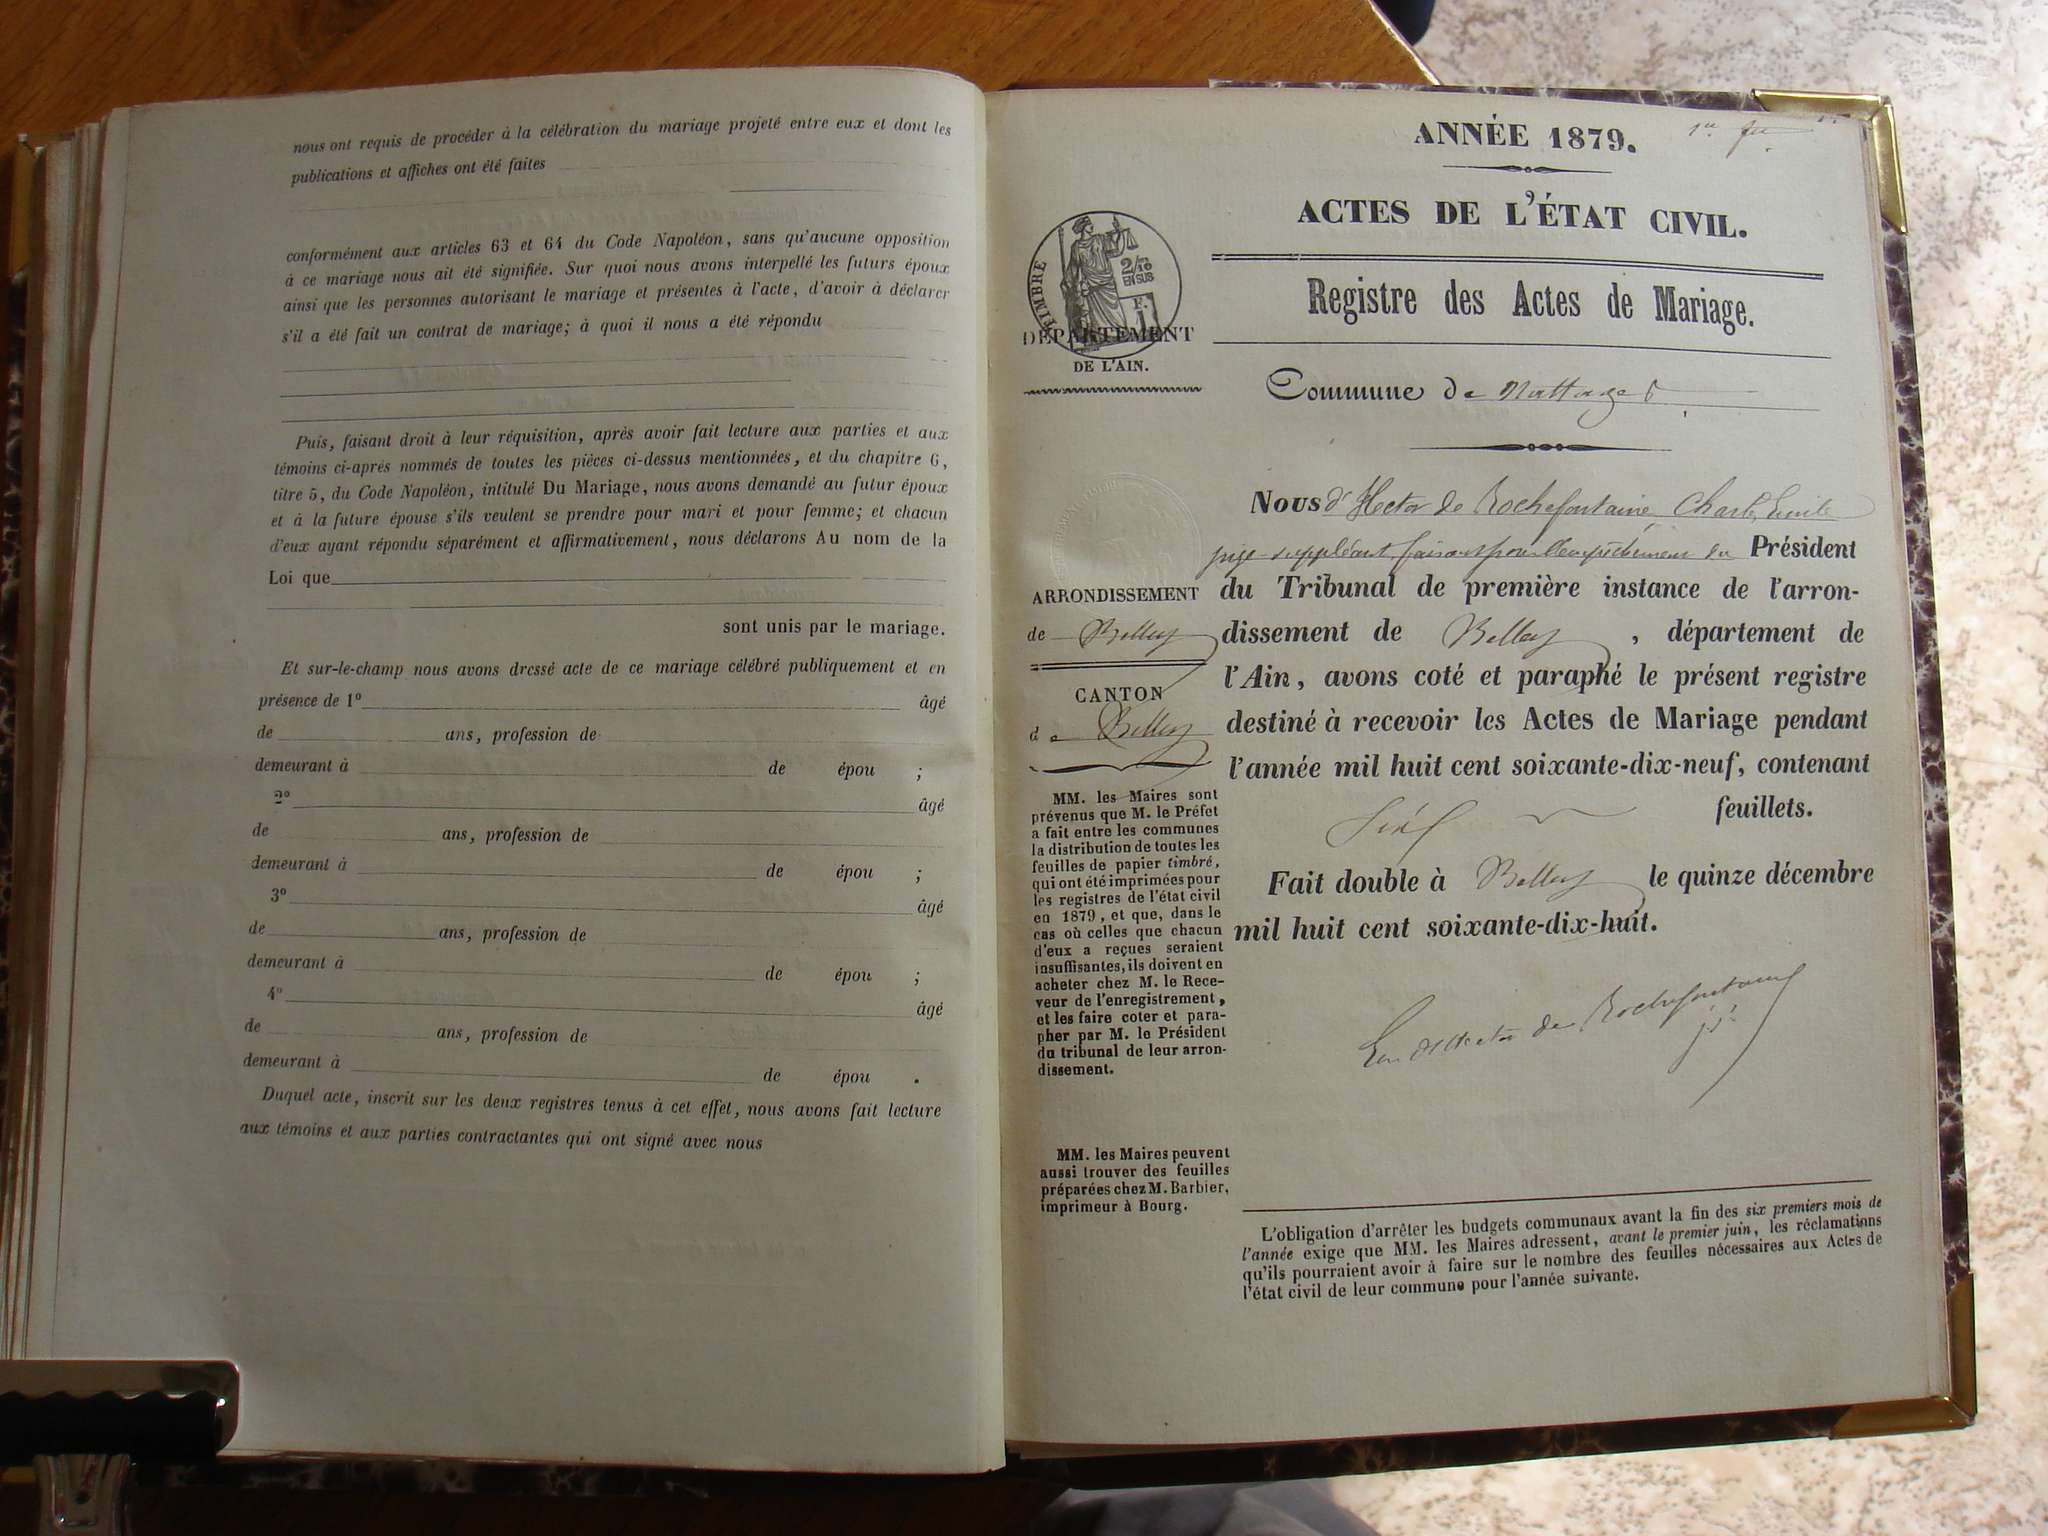 nous ont requis de procéder à la célébration du mariage projeté entre eux et dont les
publications et affiches ont été faites
conformément aux articles 63 et 64 du Code Napoléon, sans qu'aucune opposition
à ce mariage nous ait été signifiée. Sur quoi nous avons interpellé les futurs époux
ainsi que les personnes autorisant le mariage et présentes à l'acte, d'avoir à déclarer
s'il a été fait un contrat de mariage; à quoi il nous a été répondu
Puis, faisant droit à leur réquisition, après avoir fait lecture aux parties et aux
témoins ci-après nommés de toutes les pièces ci-dessus mentionnées, et du chapitre 6,
titre 5, du Code Napoléon, intitulé Du Mariage, nous avons demandé au futur époux
et à la future épouse s'ils veulent se prendre pour mari et pour femme; et chacun
d'eux ayant répondu séparément et affirmativement, nous déclarons Au nom de la
Loi que
sont unis par le mariage.
Et sur-le-champ nous avons dressé acte de ce mariage célébré publiquement et en
présence de 1º âgé
de ans, profession de
demeurant à de épou ;
2º âgé
de ans, profession de
demeurant à de épou ;
3º âgé
de ans, profession de
demeurant à de épou ;
4º âgé
de ans, profession de
demeurant à de épou .
Duquel acte, inscrit sur les deux registres tenus à cet effet, nous avons fait lecture
aux témoins et aux parties contractantes qui ont signé avec nous
ANNÉE 1879.
ACTES DE L'ÉTAT CIVIL.
Registre des Actes de Mariage.
TIMBRE
2/10
EN SUS
DÉPARTEMENT
DE L'AIN.
Commune de Nattages
Nous d'Hector de Rochefontaine Charles Emile
juge-suppléant faisant pour l'empêchement du Président
du Tribunal de première instance de l'arron-
dissement de Belley, département de
l'Ain, avons coté et paraphé le présent registre
destiné à recevoir les Actes de Mariage pendant
l'année mil huit cent soixante-dix-neuf, contenant
feuillets.
Fait double à Belley le quinze décembre
mil huit cent soixante-dix-huit.
d'Hector de Rochefontaine
ARRONDISSEMENT
de Belley
CANTON
de Belley
MM. les Maires sont
prévenus que M. le Préfet
a fait entre les communes
la distribution de toutes les
feuilles de papier timbré,
qui ont été imprimées pour
les registres de l'état civil
en 1879, et que, dans le
cas où celles que chacun
d'eux a reçues seraient
insuffisantes, ils doivent en
acheter chez M. le Rece-
veur de l'enregistrement,
et les faire coter et para-
pher par M. le Président
du tribunal de leur arron-
dissement.
MM. les Maires peuvent
aussi trouver des feuilles
préparées chez M. Barbier,
imprimeur à Bourg.
L'obligation d'arrêter les budgets communaux avant la fin des six premiers mois de
l'année exige que MM. les Maires adressent, avant le premier juin, les réclamations
qu'ils pourraient avoir à faire sur le nombre des feuilles nécessaires aux Actes de
l'état civil de leur commune pour l'année suivante.